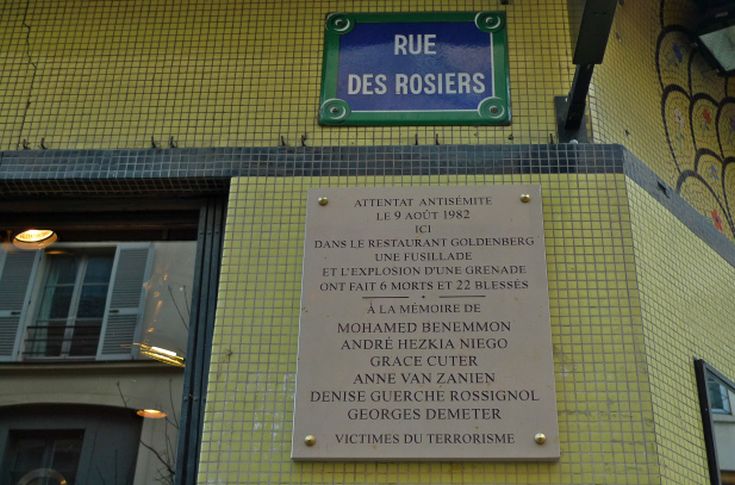 RUE
DES ROSIERS
ATTENTAT ANTISÉMITE
LE 9 AOÛT 1982
ICI
DANS LE RESTAURANT GOLDENBERG
UNE FUSILLADE
ET L'EXPLOSION D'UNE GRENADE
ONT FAIT 6 MORTS ET 22 BLESSÉS
À LA MÉMOIRE DE
MOHAMED BENEMMON
ANDRÉ HEZKIA NIEGO
GRACE CUTER
ANNE VAN ZANIEN
DENISE GUERCHE ROSSIGNOL
GEORGES DEMETER
VICTIMES DU TERRORISME